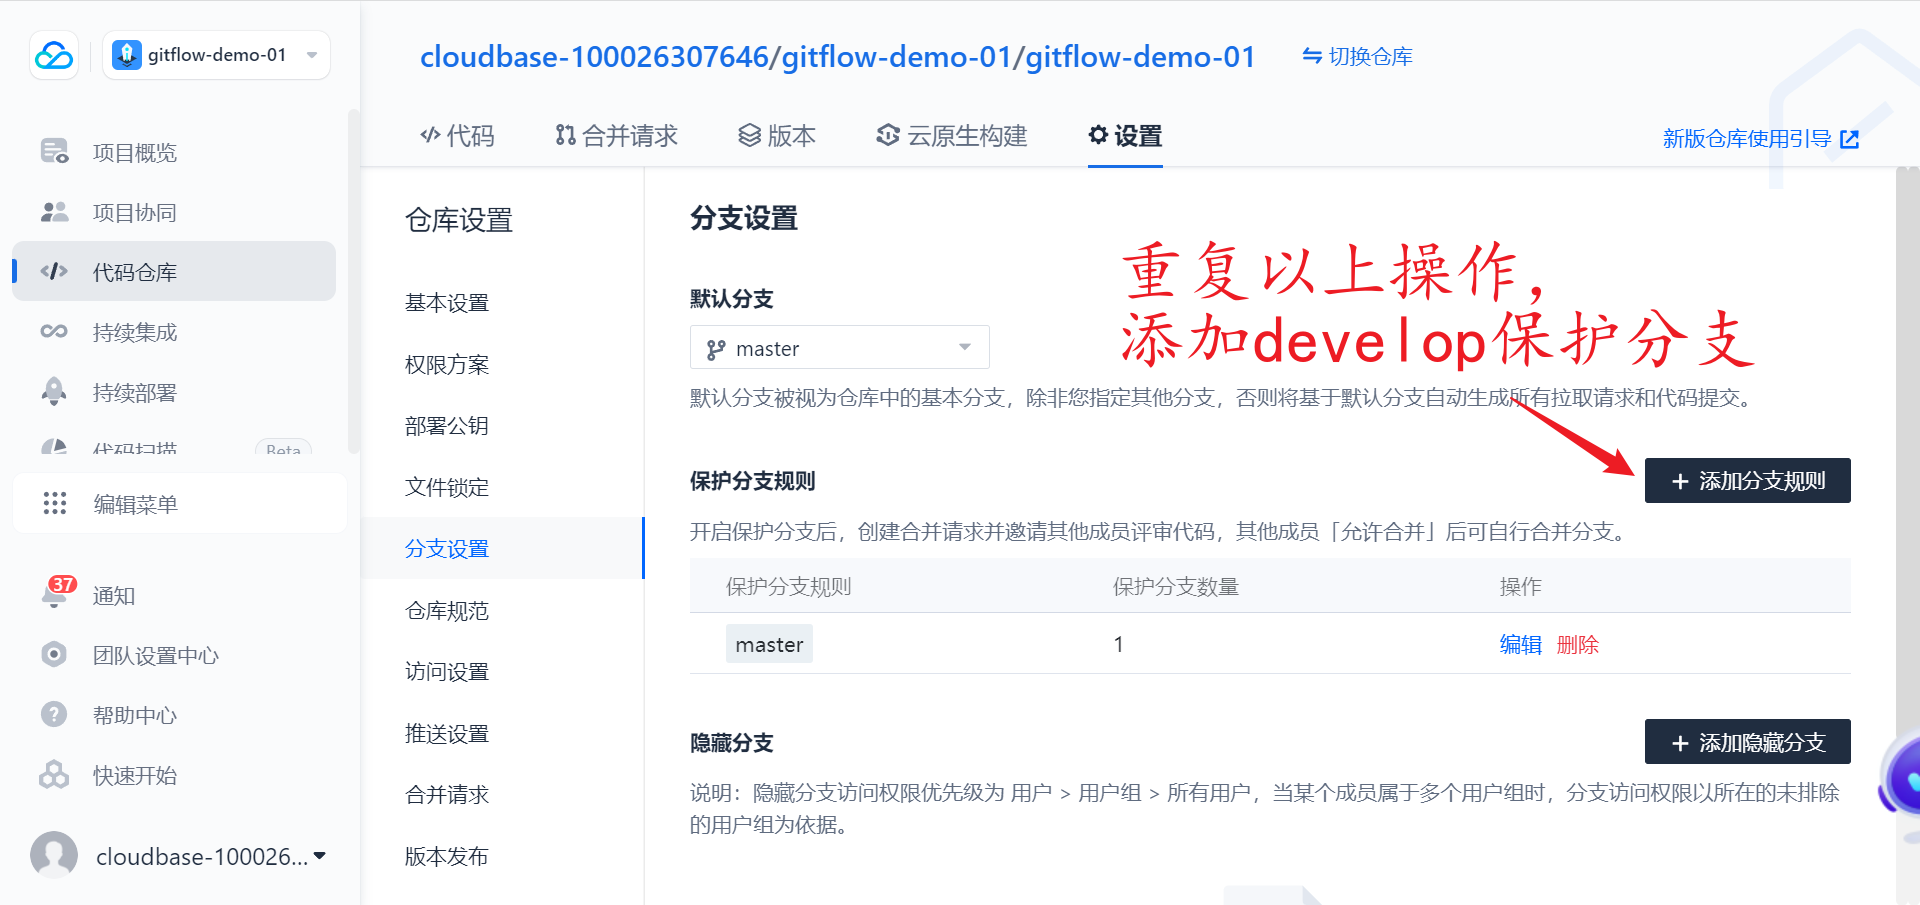 gitflow-demo-01
项目概览
项目协同
代码仓库
持续集成
持续部署
代码扫描 Beta
编辑菜单
37
通知
团队设置中心
帮助中心
快速开始
cloudbase-100026...
cloudbase-100026307646/gitflow-demo-01/gitflow-demo-01
切换仓库
代码
合并请求
版本
云原生构建
设置
新版仓库使用引导
仓库设置
基本设置
权限方案
部署公钥
文件锁定
分支设置
仓库规范
访问设置
推送设置
合并请求
版本发布
分支设置
重复以上操作，
添加develop保护分支
默认分支
master
默认分支被视为仓库中的基本分支，除非您指定其他分支，否则将基于默认分支自动生成所有拉取请求和代码提交。
保护分支规则
+ 添加分支规则
开启保护分支后，创建合并请求并邀请其他成员评审代码，其他成员「允许合并」后可自行合并分支。
保护分支规则 保护分支数量 操作
master 1 编辑 删除
隐藏分支
+ 添加隐藏分支
说明：隐藏分支访问权限优先级为 用户 > 用户组 > 所有用户，当某个成员属于多个用户组时，分支访问权限以所在的未排除
的用户组为依据。